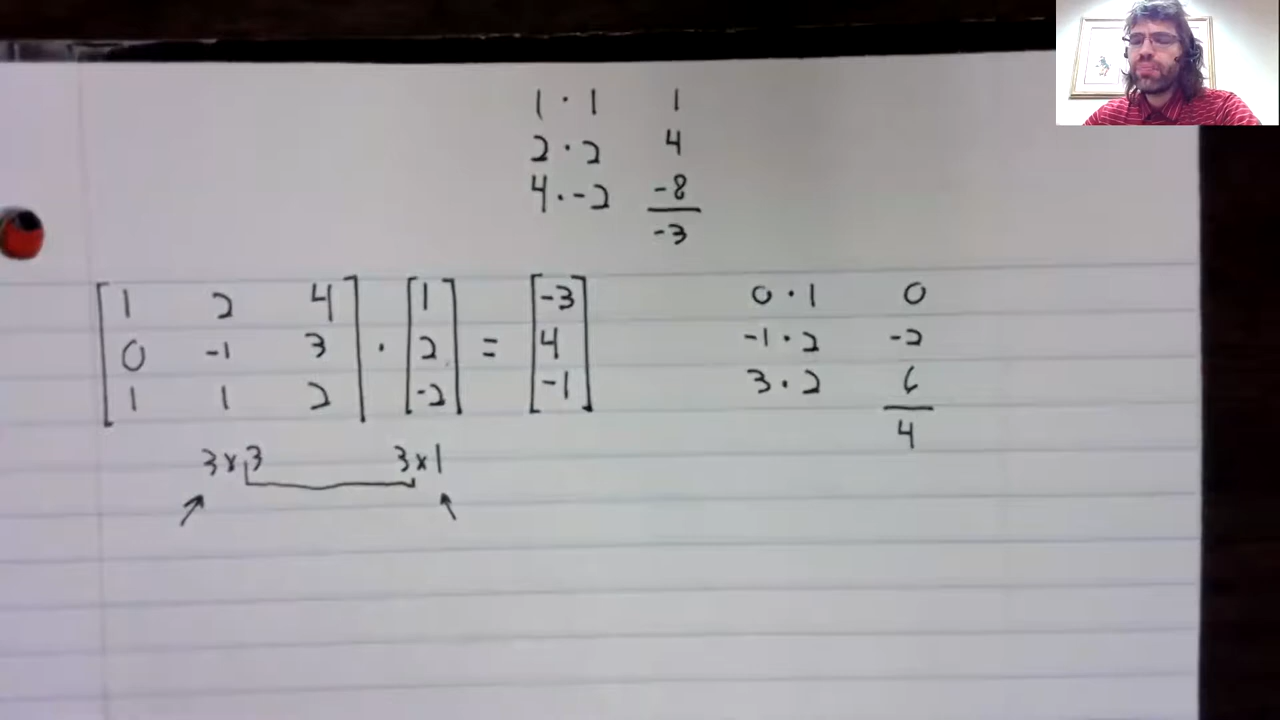 1 · 1 1
2 · 2 4
4 · -2 -8
-3
1 2 4 1 -3 0 · 1 0
0 -1 3 · 2 = 4 -1 · 2 -2
1 1 2 -2 -1 3 · 2 6
4
3x3 3x1